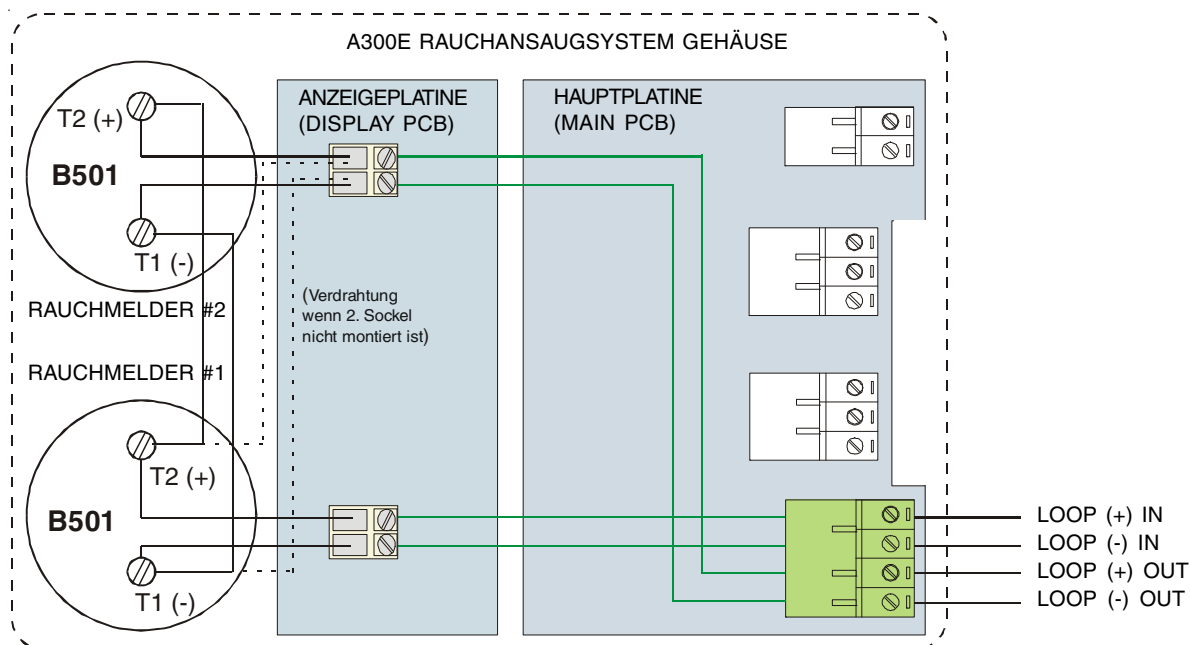 A300E RAUCHANSAUGSYSTEM GEHÄUSE
ANZEIGEPLATINE
(DISPLAY PCB)
HAUPTPLATINE
(MAIN PCB)
T2 (+)
B501
T1 (-)
RAUCHMELDER #2
(Verdrahtung
wenn 2. Sockel
nicht montiert ist)
RAUCHMELDER #1
T2 (+)
B501
T1 (-)
LOOP (+) IN
LOOP (-) IN
LOOP (+) OUT
LOOP (-) OUT